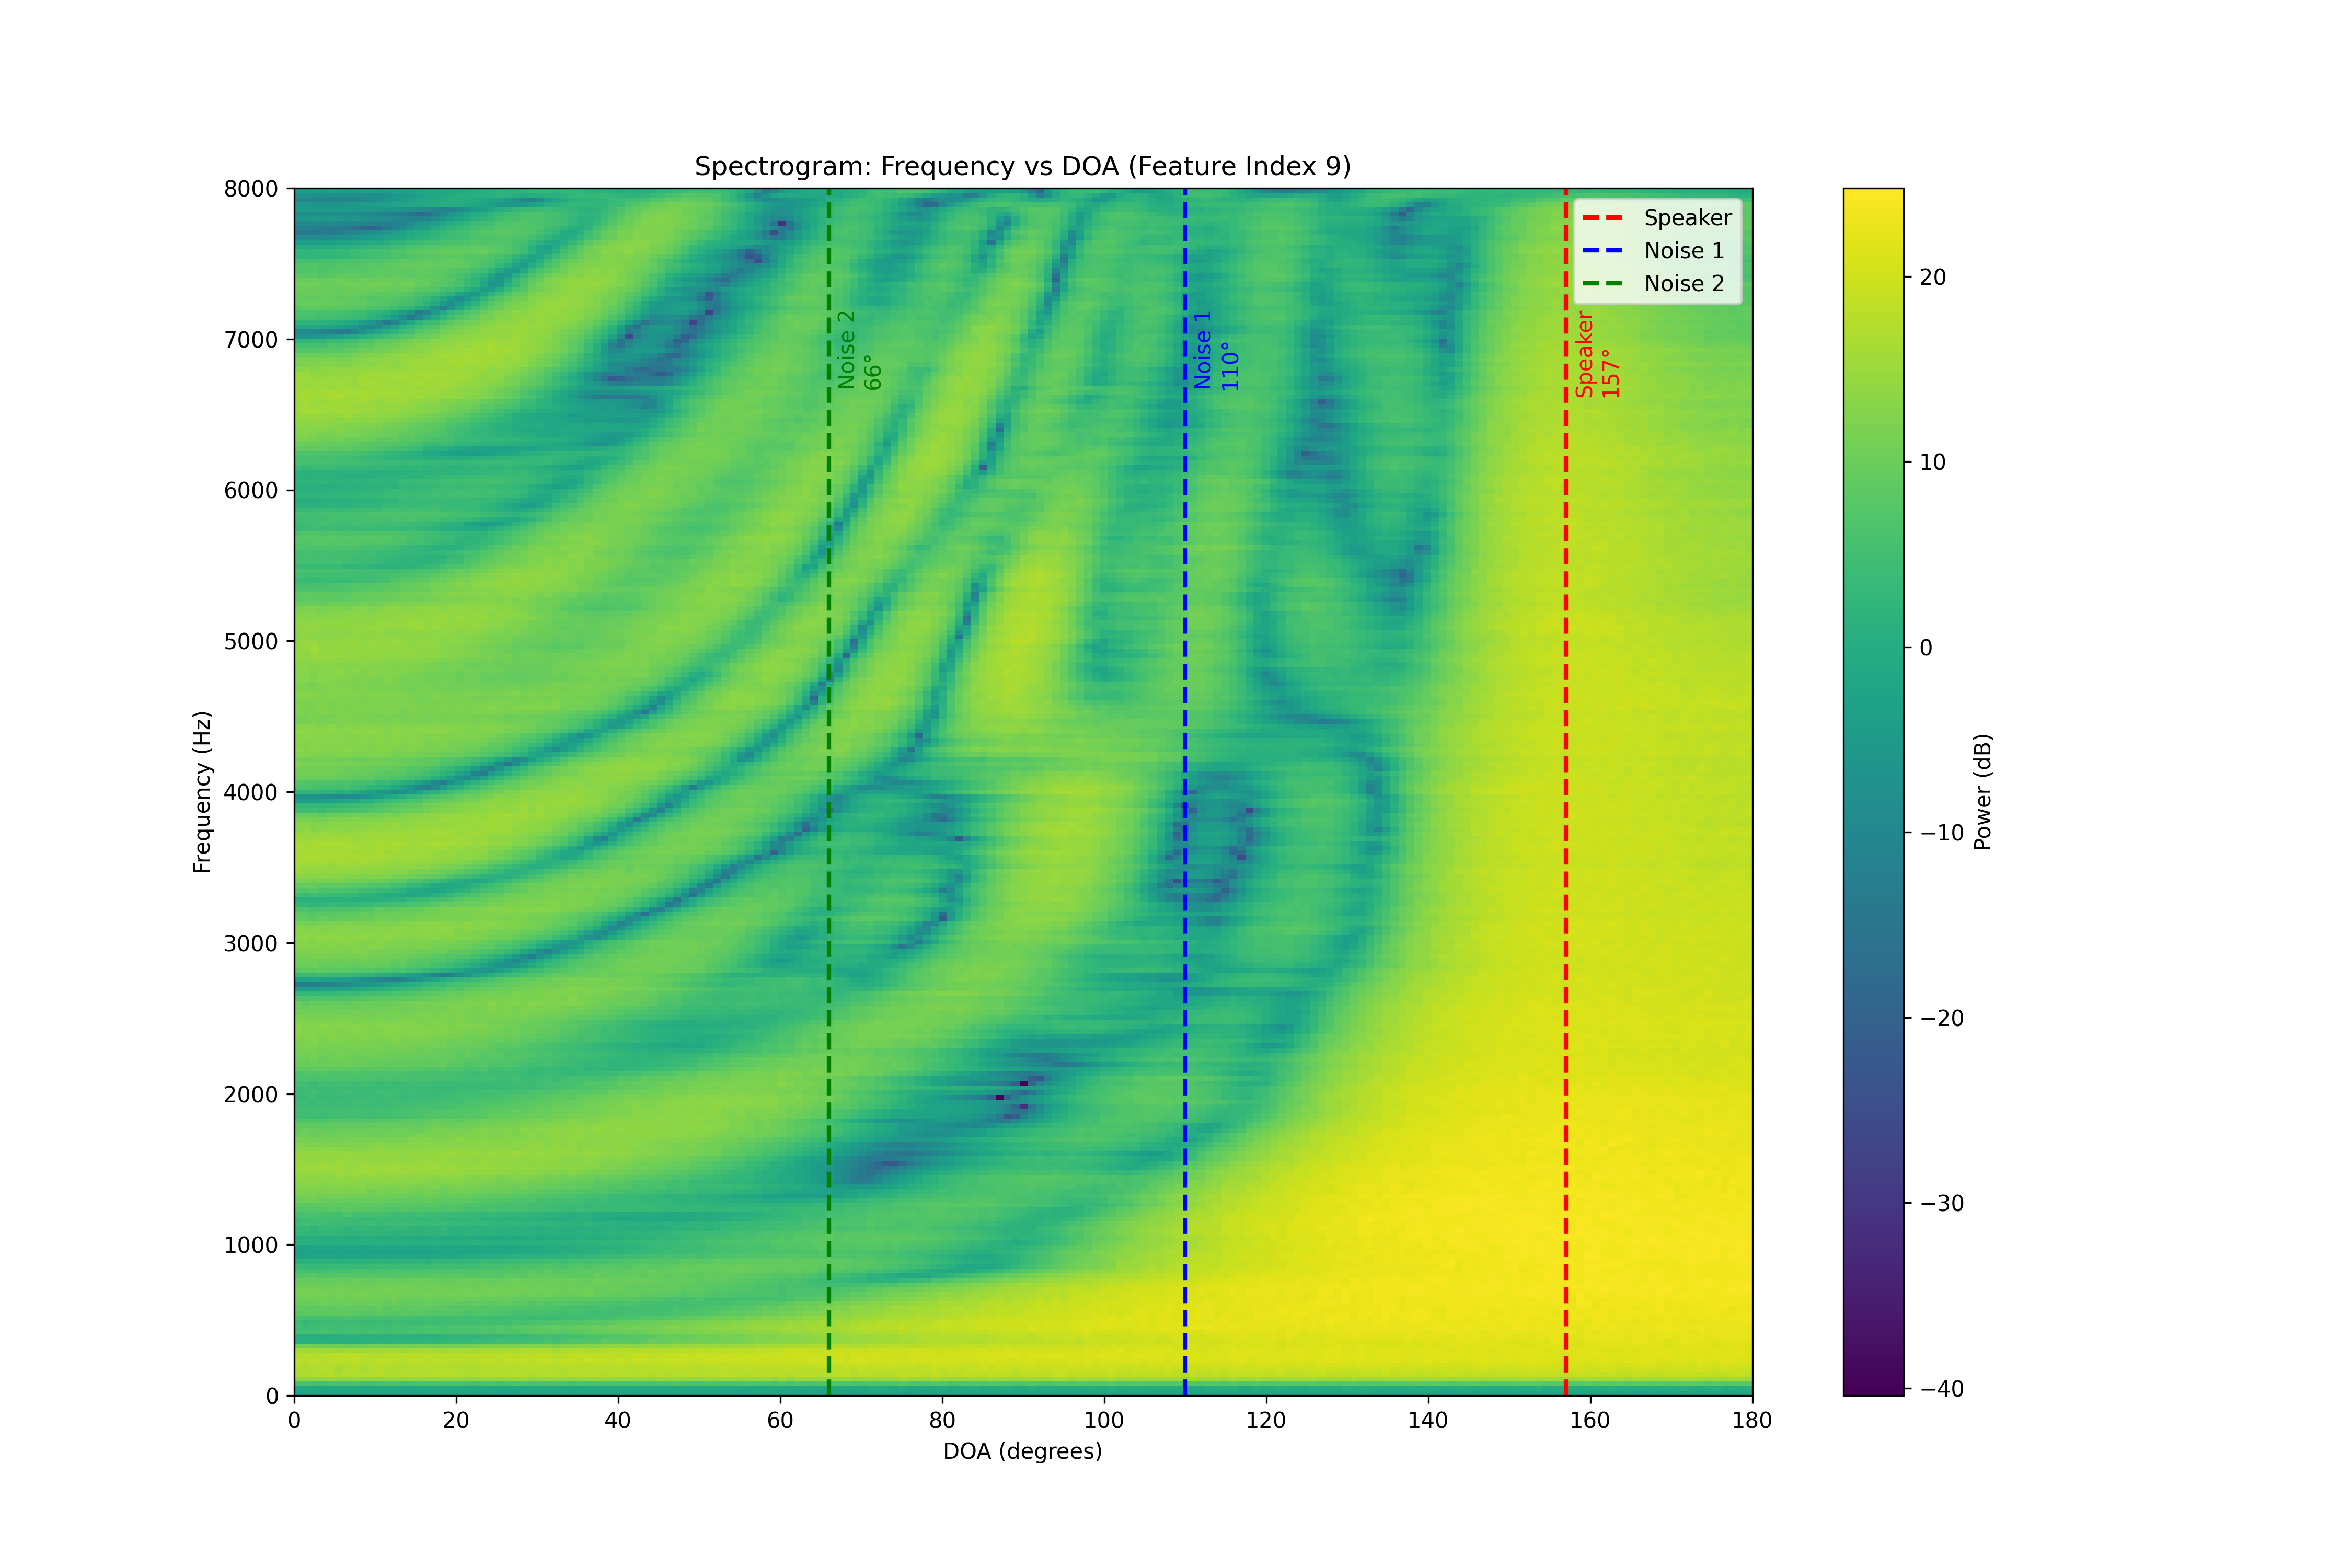 Spectrogram: Frequency vs DOA (Feature Index 9)
Frequency (Hz)
8000
7000
6000
5000
4000
3000
2000
1000
0
0
20
40
60
80
100
120
140
160
180
DOA (degrees)
Noise 2
66°
Noise 1
110°
Speaker
157°
Speaker
Noise 1
Noise 2
20
10
0
−10
−20
−30
−40
Power (dB)